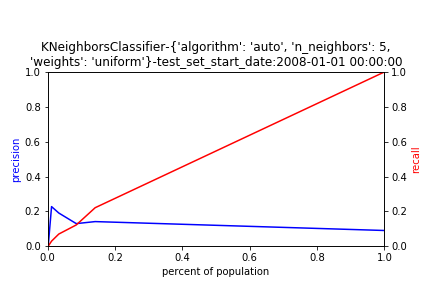 KNeighborsClassifier-{'algorithm': 'auto', 'n_neighbors': 5,
'weights': 'uniform'}-test_set_start_date:2008-01-01 00:00:00
1.0 1.0
0.8 0.8
0.6 0.6
precision recall
0.4 0.4
0.2 0.2
0.0 0.0
0.0 0.2 0.4 0.6 0.8 1.0
percent of population